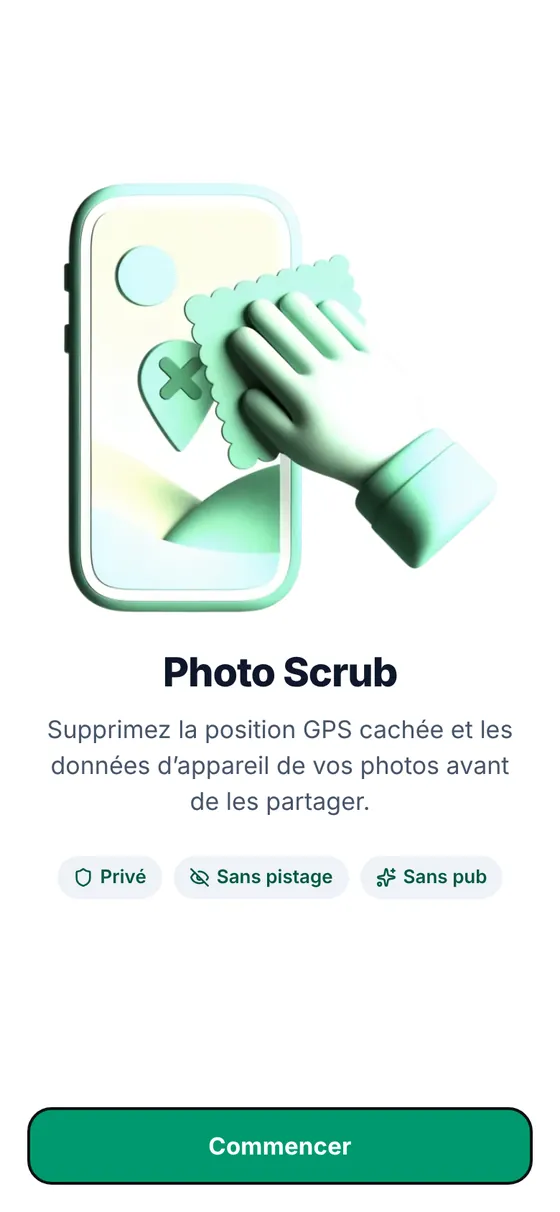 Photo Scrub
Supprimez la position GPS cachée et les
données d’appareil de vos photos avant
de les partager.
Privé
Sans pistage
Sans pub
Commencer